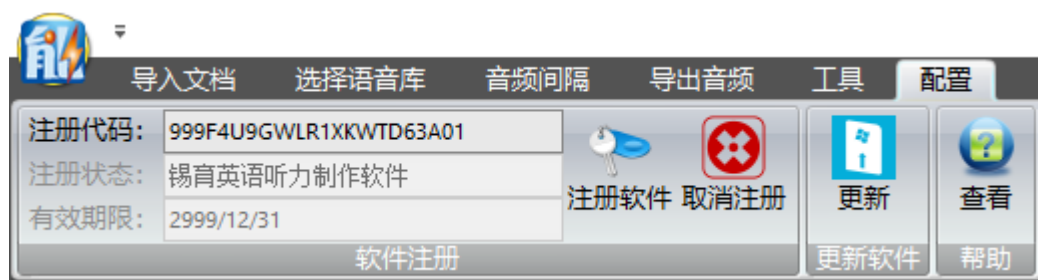 导入文档 选择语音库 音频间隔 导出音频 工具 配置
注册代码: 999F4U9GWLR1XKWTD63A01
注册状态: 锡育英语听力制作软件
有效期限: 2999/12/31
注册软件 取消注册 更新 查看
软件注册 更新软件 帮助